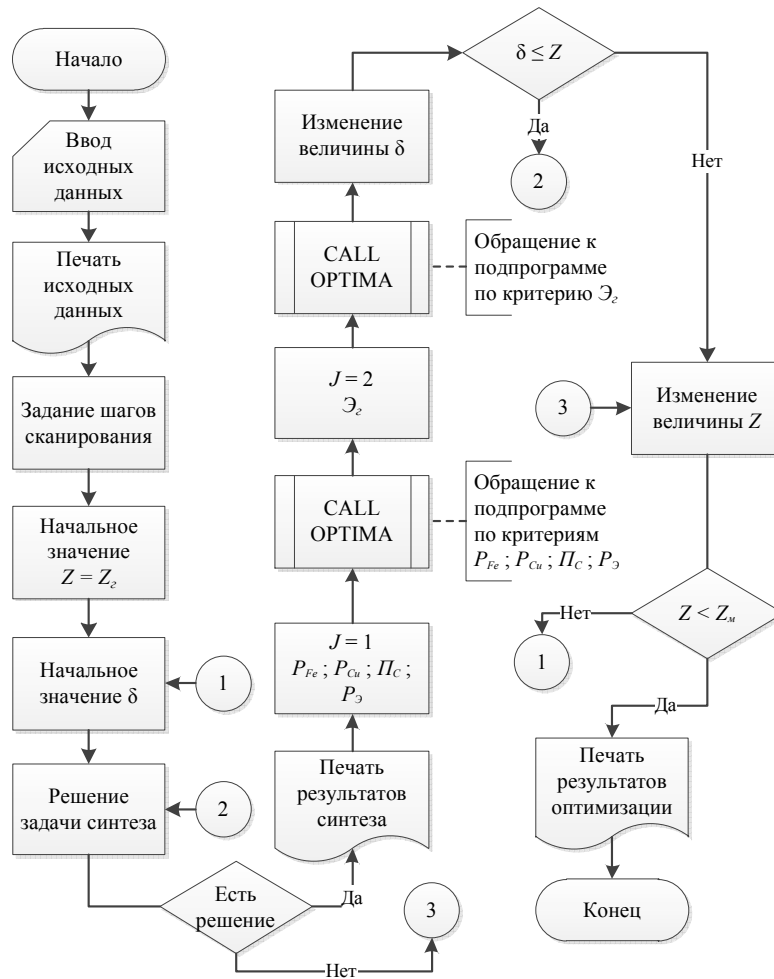 Начало
Ввод
исходных
данных
Печать
исходных
данных
Задание шагов
сканирования
Начальное
значение
Z = Zг
Начальное
значение δ
1
Решение
задачи синтеза
2
Есть
решение
Да
Нет
3
Печать
результатов
синтеза
J = 1
PFe ; PCu ; ПС ;
PЭ
CALL
OPTIMA
Обращение к
подпрограмме
по критериям
PFe ; PCu ; ПС ; PЭ
J = 2
Эг
CALL
OPTIMA
Обращение к
подпрограмме
по критерию Эг
Изменение
величины δ
δ ≤ Z
Да
2
Нет
3
Изменение
величины Z
Z < Zм
Нет
1
Да
Печать
результатов
оптимизации
Конец